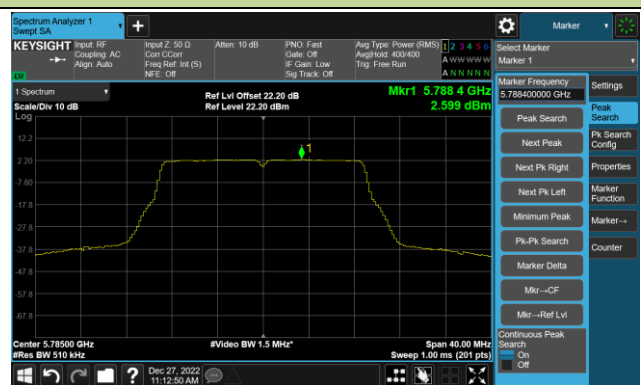 Spectrum Analyzer 1
Swept SA
+
Marker
KEYSIGHT
Input: RF
Coupling: AC
Align: Auto
Input Z: 50 Ω
Corr CCorr
Freq Ref: Int (S)
NFE: Off
Atten: 10 dB
PNO: Fast
Gate: Off
IF Gain: Low
Sig Track: Off
Avg Type: Power (RMS)
Avg|Hold: 400/400
Trig: Free Run
1 2 3 4 5 6
A W W W W W
A N N N N N
LXI
Select Marker
Marker 1
1 Spectrum
Scale/Div 10 dB
Log
Ref Lvl Offset 22.20 dB
Ref Level 22.20 dBm
Mkr1 5.788 4 GHz
2.599 dBm
12.2
2.20
-7.80
-17.8
-27.8
-37.8
-47.8
-57.8
-67.8
1
Center 5.78500 GHz
#Res BW 510 kHz
#Video BW 1.5 MHz*
Span 40.00 MHz
Sweep 1.00 ms (201 pts)
Marker Frequency
5.788400000 GHz
Peak Search
Next Peak
Next Pk Right
Next Pk Left
Minimum Peak
Pk-Pk Search
Marker Delta
Mkr→CF
Mkr→Ref Lvl
Continuous Peak
Search
On
Off
Settings
Peak
Search
Pk Search
Config
Properties
Marker
Function
Marker→
Counter
?
Dec 27, 2022
11:12:50 AM